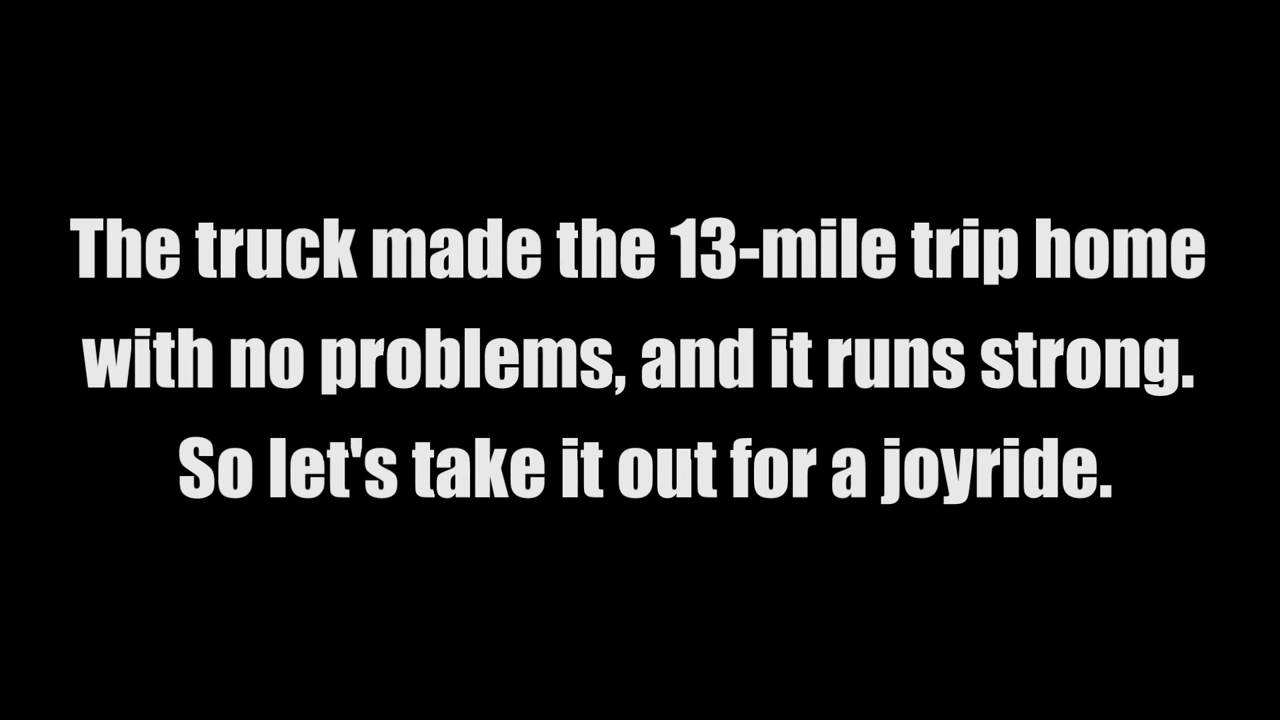 The truck made the 13-mile trip home
with no problems, and it runs strong.
So let's take it out for a joyride.